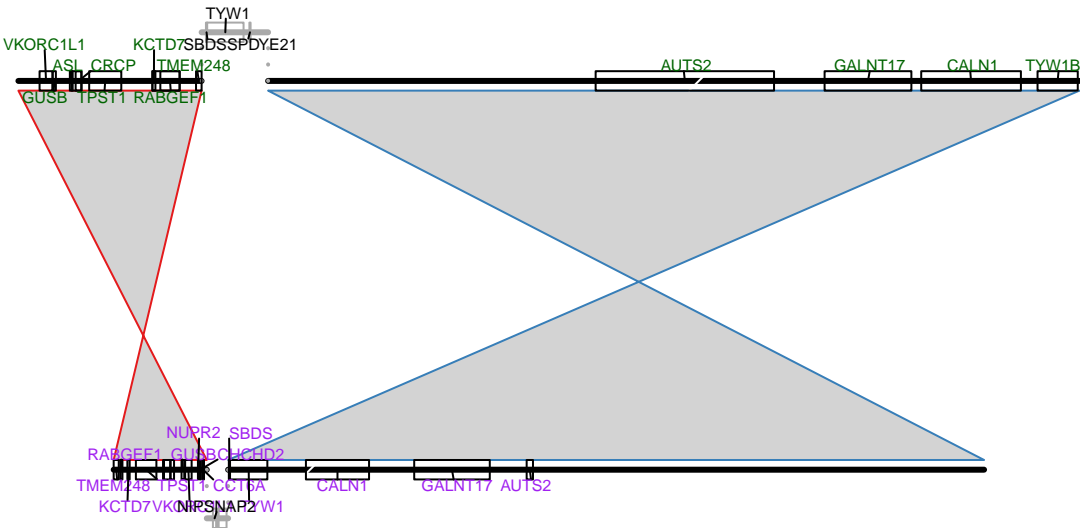 TYW1
VKORC1L1 KCTD7 SBDSSPDYE21
ASL CRCP TMEM248 AUTS2 GALNT17 CALN1 TYW1B
GUSB TPST1 RABGEF1
NUPR2 SBDS
RABGEF1 GUSB CHCHD2
TMEM248 TPST1 CCT6A CALN1 GALNT17 AUTS2
KCTD7 NIPSNAP2 TYW1